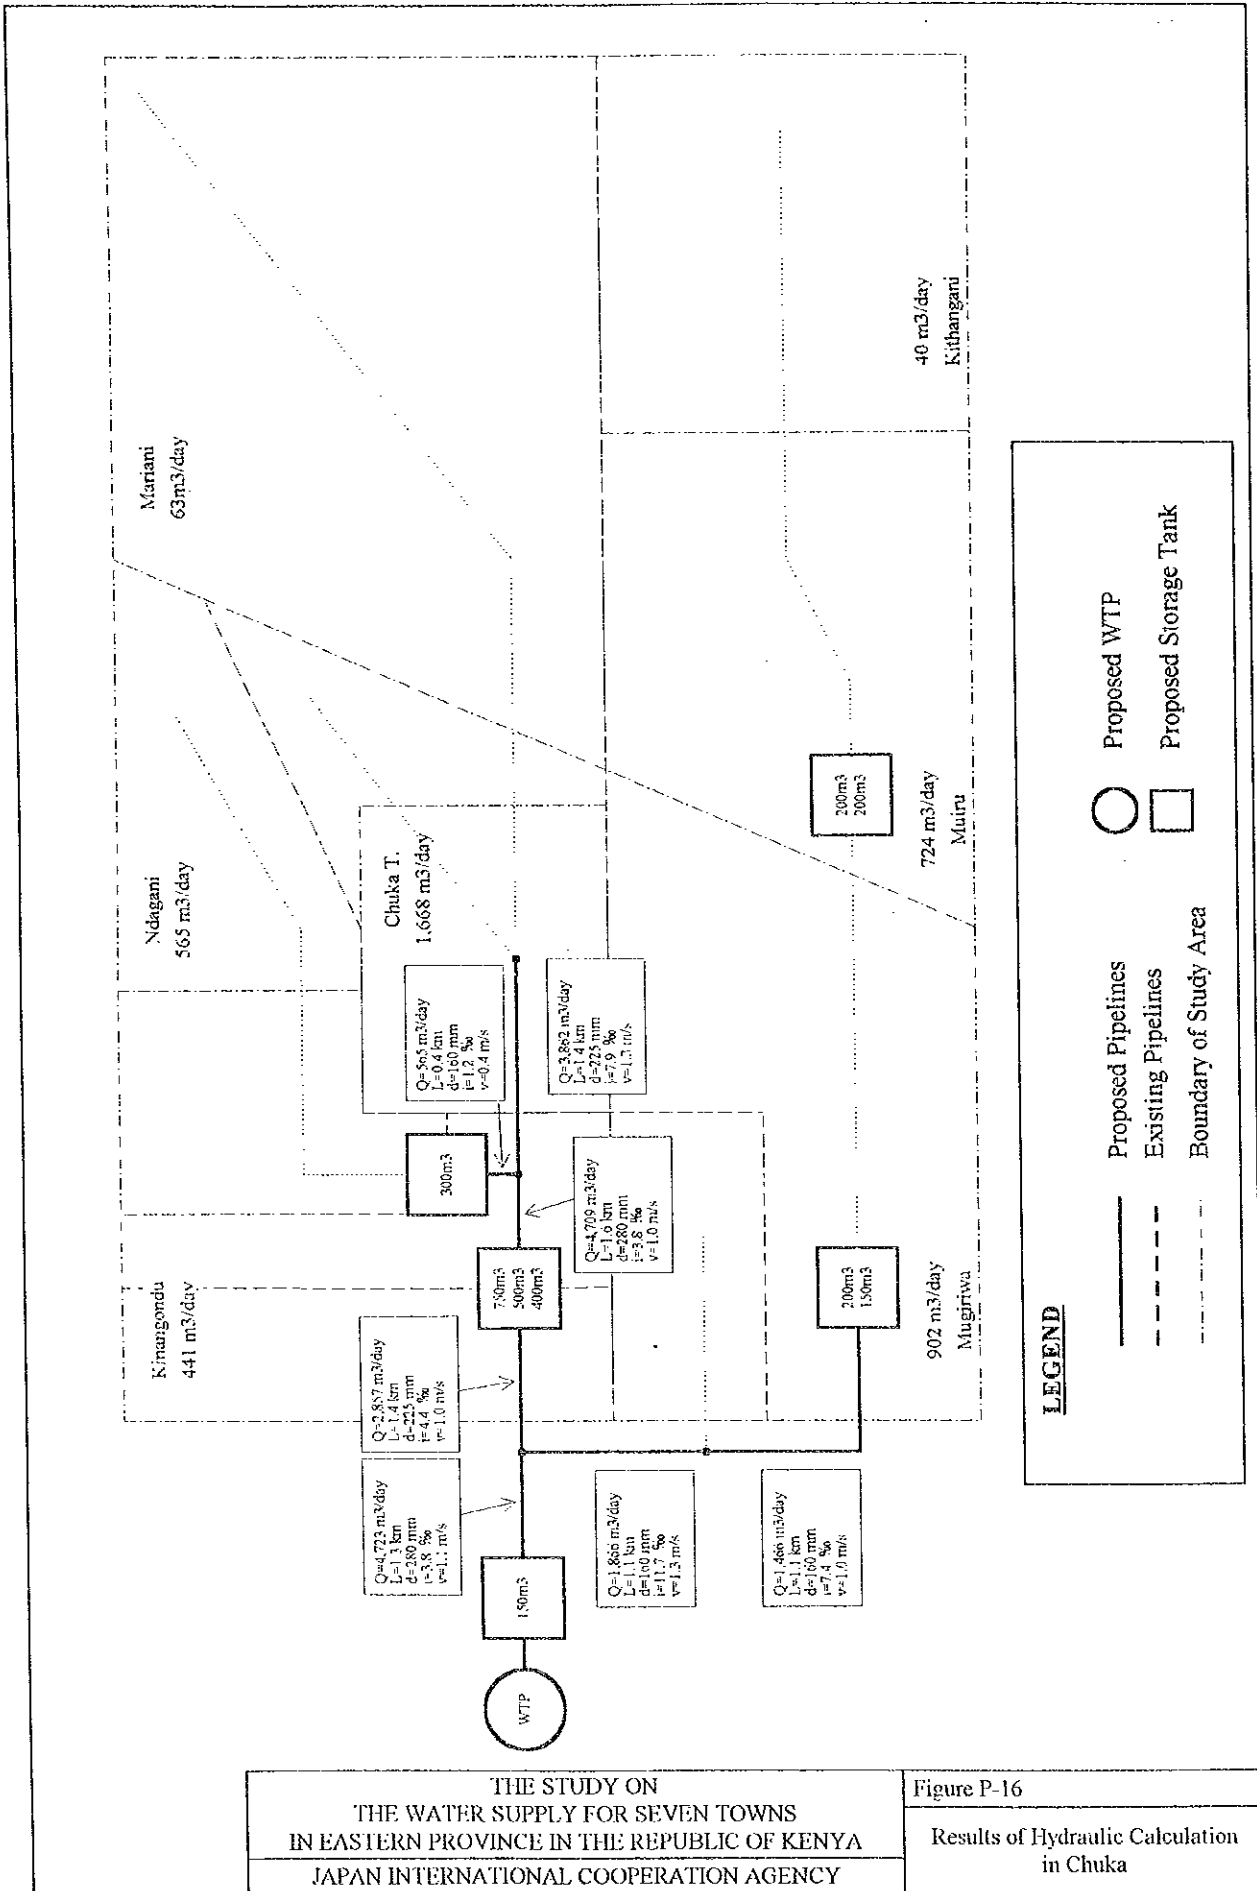 Mariani
63m3/day
Ndagani
565 m3/day
Kinangondu
441 m3/day
Chuka T.
1,668 m3/day
40 m3/day
Kithangani
724 m3/day
Muiru
902 m3/day
Mugiriwa
WTP
150m3
750m3
500m3
400m3
300m3
200m3
150m3
200m3
200m3
Q=4,723 m3/day
L=1.3 km
d=280 mm
i=3.8 ‰
v=1.1 m/s
Q=2,857 m3/day
L=1.4 km
d=225 mm
i=4.4 ‰
v=1.0 m/s
Q=565 m3/day
L=0.4 km
d=160 mm
i=1.2 ‰
v=0.4 m/s
Q=4,709 m3/day
L=1.6 km
d=280 mm
i=3.8 ‰
v=1.0 m/s
Q=3,862 m3/day
L=1.4 km
d=225 mm
i=7.9 ‰
v=1.3 m/s
Q=1,866 m3/day
L=1.1 km
d=160 mm
i=11.7 ‰
v=1.3 m/s
Q=1,466 m3/day
L=1.1 km
d=160 mm
i=7.4 ‰
v=1.0 m/s
LEGEND
Proposed Pipelines
Existing Pipelines
Boundary of Study Area
Proposed WTP
Proposed Storage Tank
THE STUDY ON
THE WATER SUPPLY FOR SEVEN TOWNS
IN EASTERN PROVINCE IN THE REPUBLIC OF KENYA
JAPAN INTERNATIONAL COOPERATION AGENCY
Figure P-16
Results of Hydraulic Calculation
in Chuka